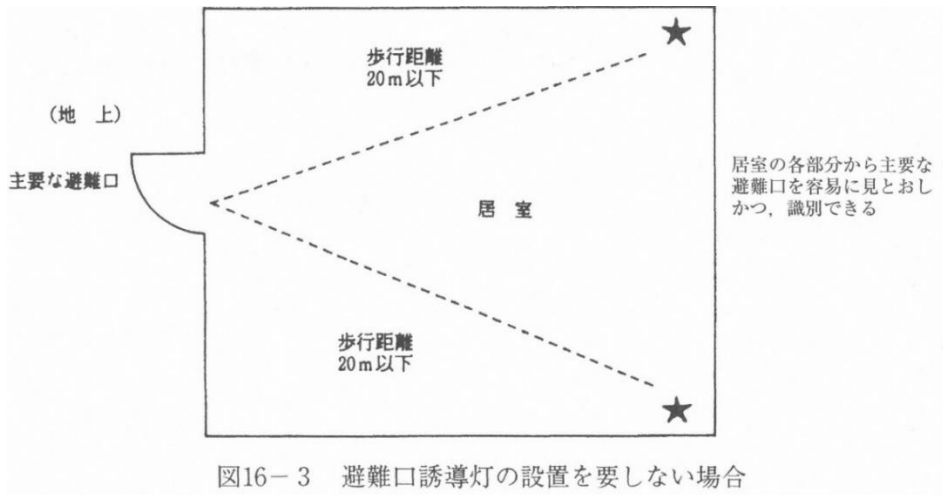 歩行距離
20m以下
(地 上)
主要な避難口
居室の各部分から主要な
避難口を容易に見とおし
かつ，識別できる
居 室
歩行距離
20m以下
図16－3 避難口誘導灯の設置を要しない場合